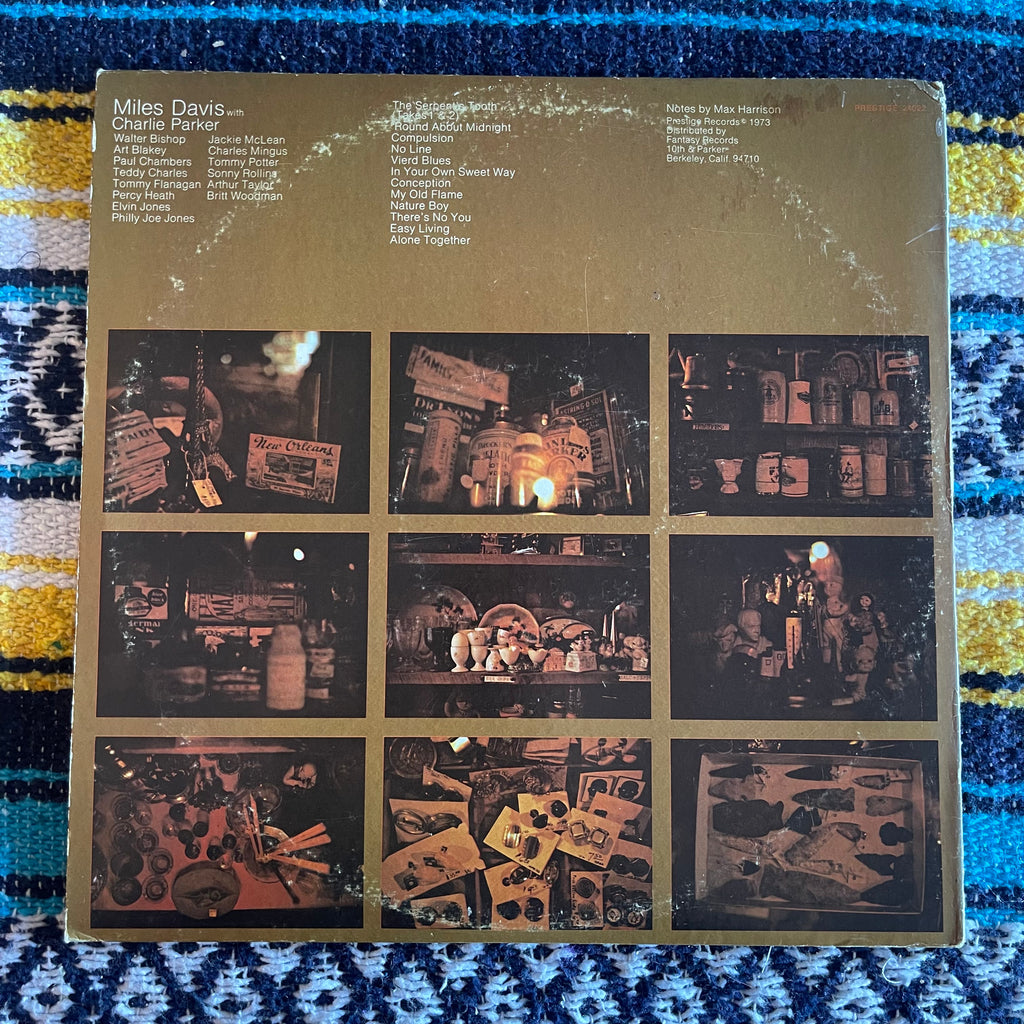 Miles Davis with
Charlie Parker
Walter Bishop
Art Blakey
Paul Chambers
Teddy Charles
Tommy Flanagan
Percy Heath
Elvin Jones
Philly Joe Jones
Jackie McLean
Charles Mingus
Tommy Potter
Sonny Rollins
Arthur Taylor
Britt Woodman
The Serpent's Tooth
(Takes 1 & 2)
'Round About Midnight
Compulsion
No Line
Vierd Blues
In Your Own Sweet Way
Conception
My Old Flame
Nature Boy
There's No You
Easy Living
Alone Together
Notes by Max Harrison
Prestige Records © 1973
Distributed by
Fantasy Records
10th & Parker
Berkeley, Calif. 94710
PRESTIGE 24022
New Orleans